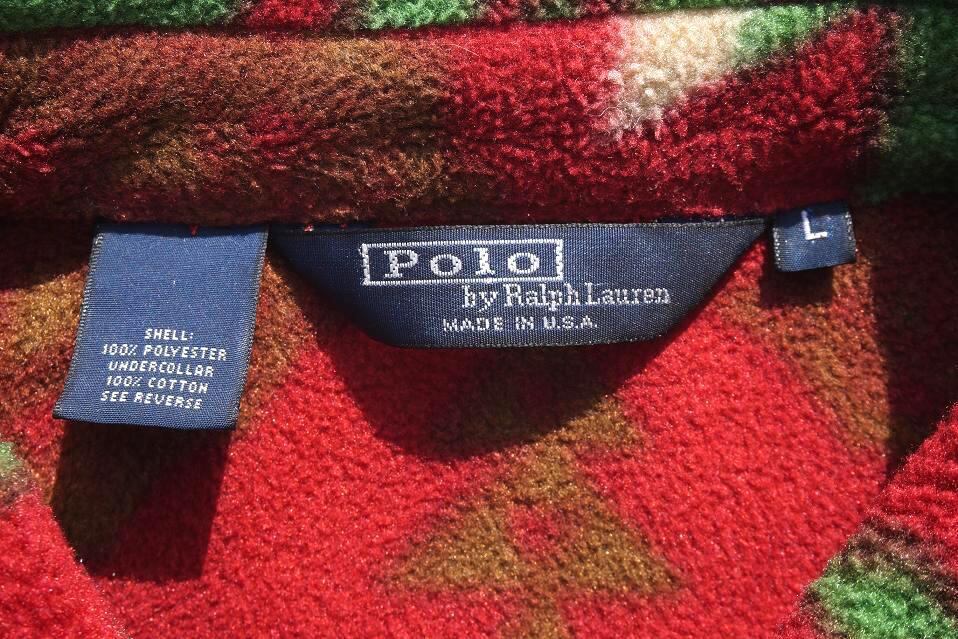 SHELL:
100% POLYESTER
UNDERCOLLAR
100% COTTON
SEE REVERSE
Polo
by Ralph Lauren
MADE IN U.S.A.
L